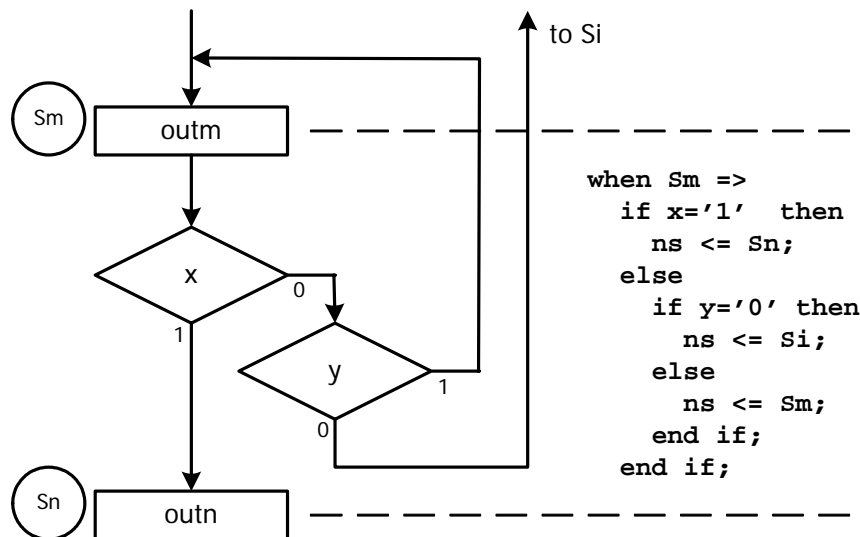 to Si
Sm
outm
x
0
1
y
1
0
Sn
outn
when Sm =>
if x=’1’  then
ns <= Sn;
else
if y=’0’ then
ns <= Si;
else
ns <= Sm;
end if;
end if;